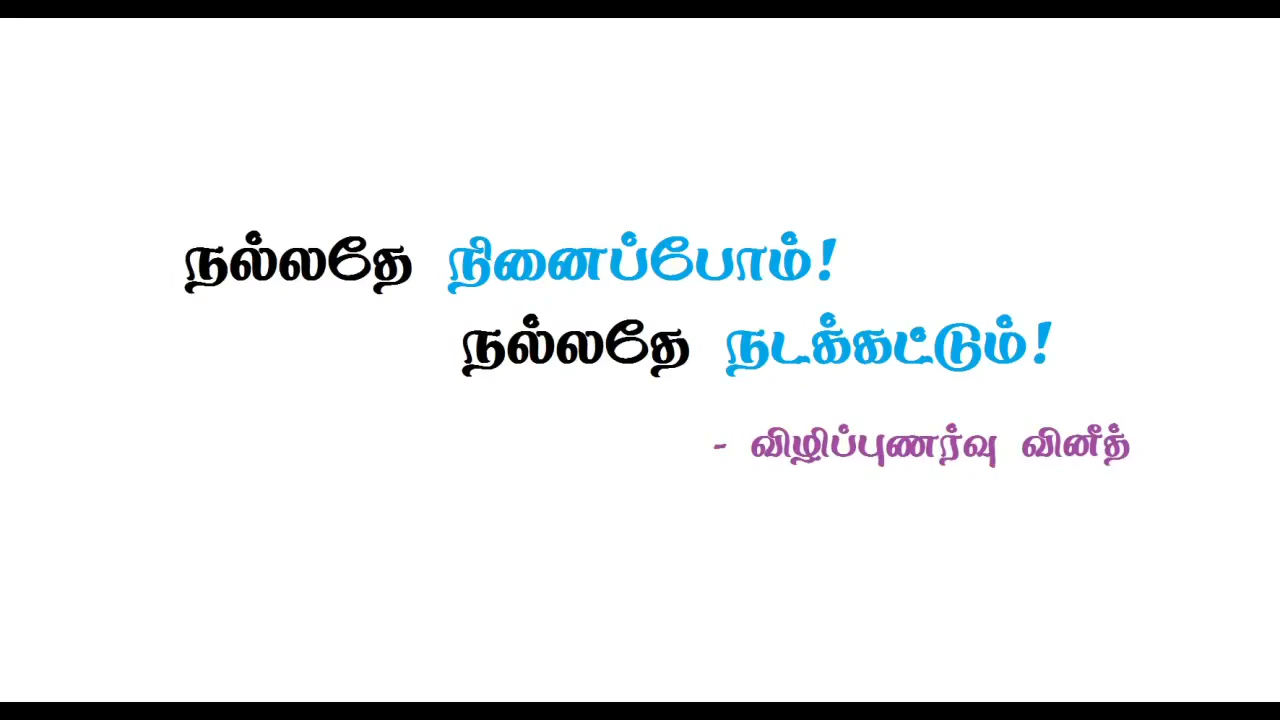 நல்லதே நினைப்போம்!
நல்லதே நடக்கட்டும்!
- விழிப்புணர்வு வினீத்